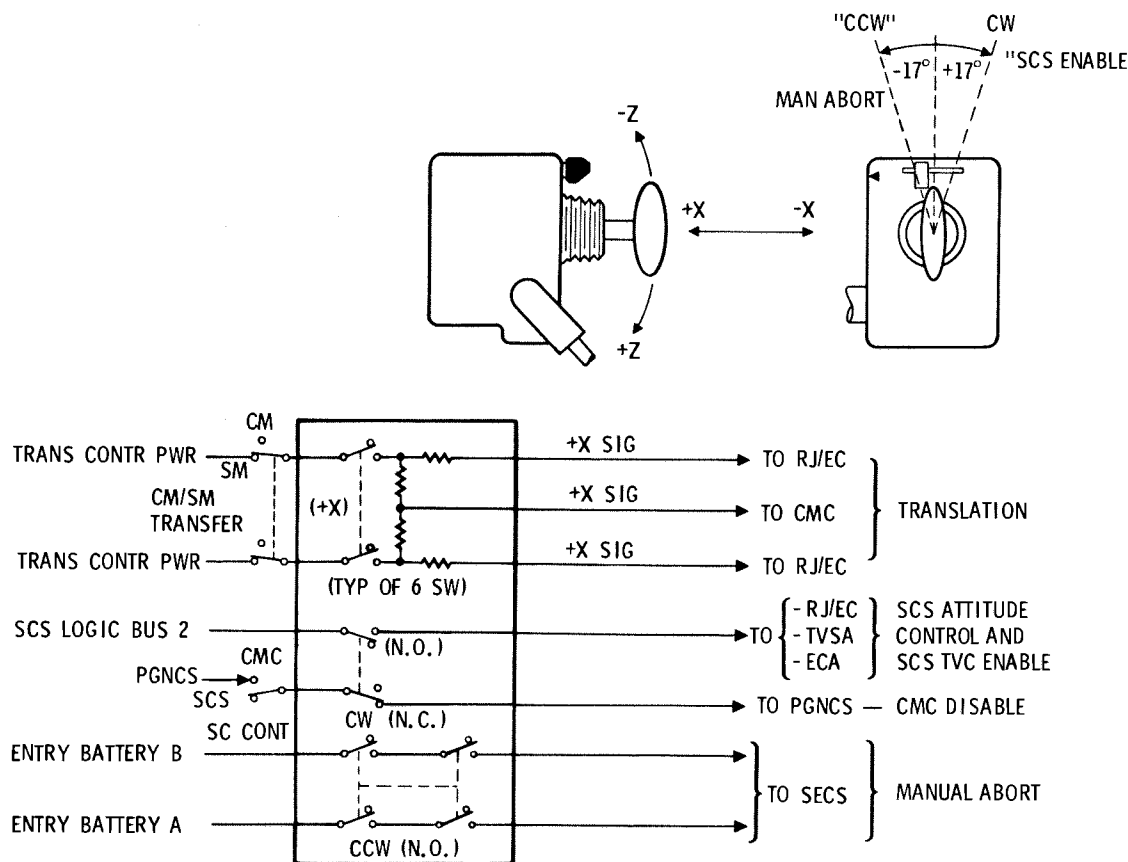 "CCW" CW
-17° +17° "SCS ENABLE
MAN ABORT
-Z
+X -X
+Z
CM
TRANS CONTR PWR +X SIG TO RJ/EC
SM
CM/SM TRANSFER (+X) +X SIG TO CMC TRANSLATION
TRANS CONTR PWR +X SIG TO RJ/EC
(TYP OF 6 SW)
SCS LOGIC BUS 2 (N.O.) TO - RJ/EC SCS ATTITUDE
- TVSA CONTROL AND
- ECA SCS TVC ENABLE
CMC
PGNCS
SCS
SC CONT CW (N.C.) TO PGNCS — CMC DISABLE
ENTRY BATTERY B
TO SECS MANUAL ABORT
ENTRY BATTERY A
CCW (N.O.)